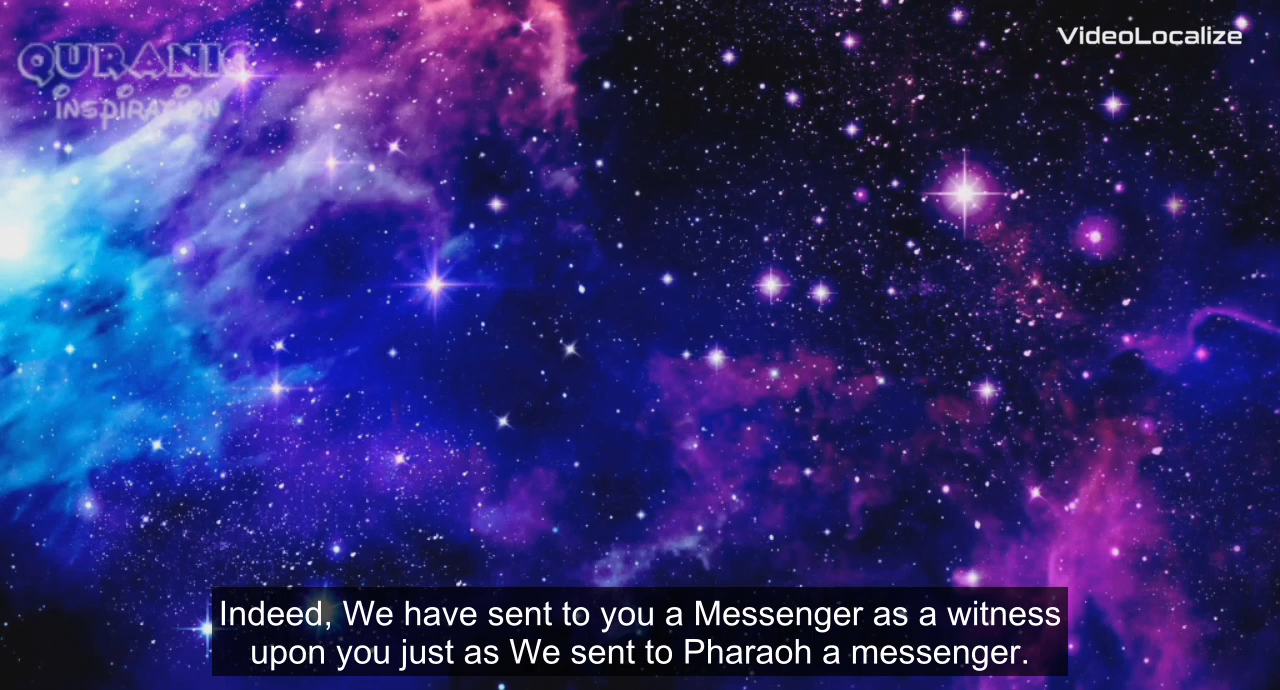 QURANIC
INSPIRATION
VideoLocalize
Indeed, We have sent to you a Messenger as a witness
upon you just as We sent to Pharaoh a messenger.